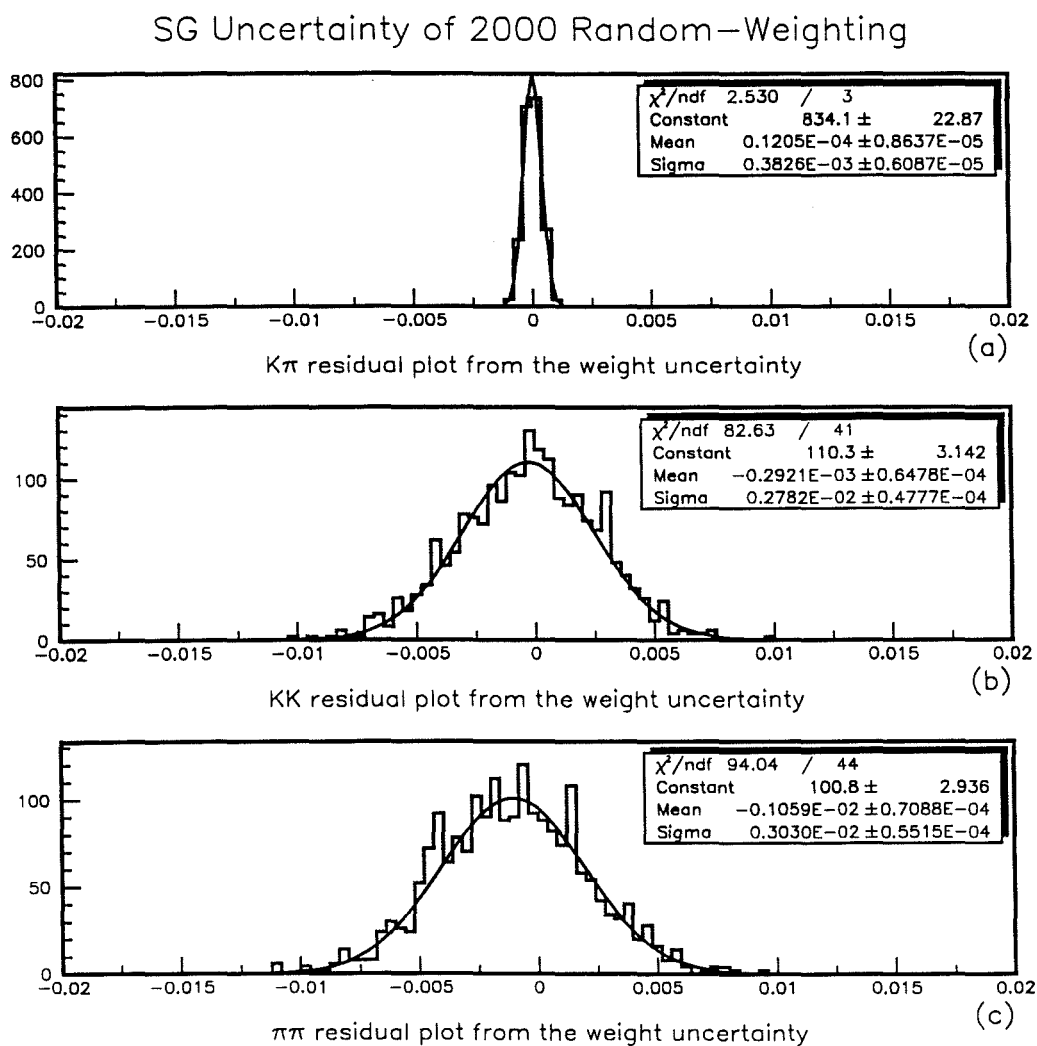 SG Uncertainty of 2000 Random-Weighting
800
600
400
200
0
χ²/ndf 2.530 / 3
Constant 834.1 ± 22.87
Mean 0.1205E-04 ± 0.8637E-05
Sigma 0.3826E-03 ± 0.6087E-05
-0.02 -0.015 -0.01 -0.005 0 0.005 0.01 0.015 0.02
(a)
Kπ residual plot from the weight uncertainty
100
50
0
χ²/ndf 82.63 / 41
Constant 110.3 ± 3.142
Mean -0.2921E-03 ± 0.6478E-04
Sigma 0.2782E-02 ± 0.4777E-04
-0.02 -0.015 -0.01 -0.005 0 0.005 0.01 0.015 0.02
(b)
KK residual plot from the weight uncertainty
100
50
0
χ²/ndf 94.04 / 44
Constant 100.8 ± 2.936
Mean -0.1059E-02 ± 0.7088E-04
Sigma 0.3030E-02 ± 0.5515E-04
-0.02 -0.015 -0.01 -0.005 0 0.005 0.01 0.015 0.02
(c)
ππ residual plot from the weight uncertainty